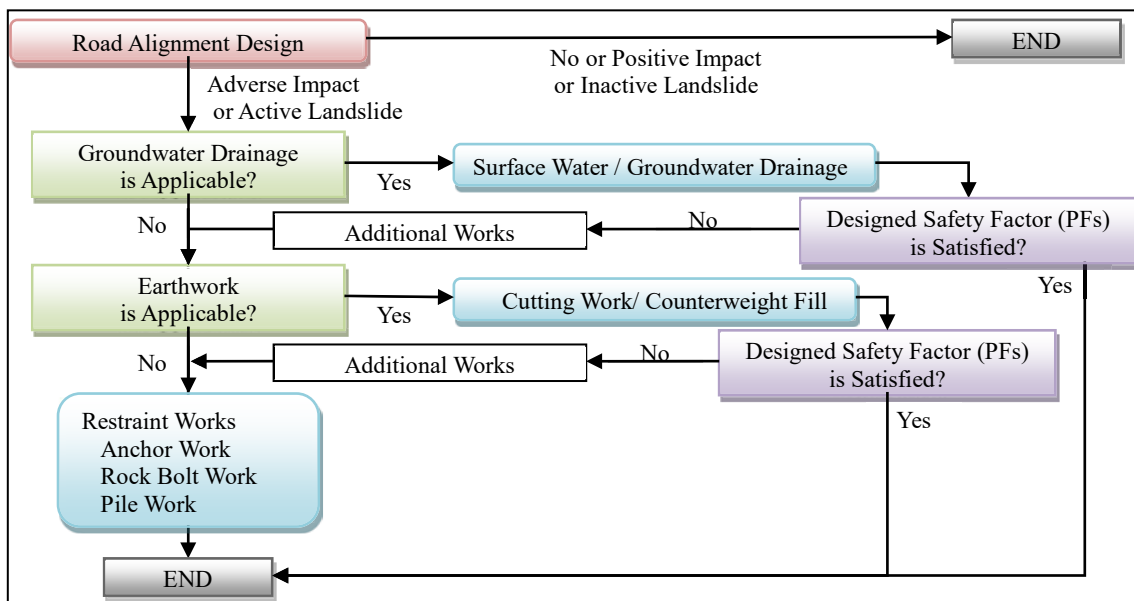 Road Alignment Design
END
No or Positive Impact
or Inactive Landslide
Adverse Impact
or Active Landslide
Groundwater Drainage
is Applicable?
Yes
Surface Water / Groundwater Drainage
No
Additional Works
No
Designed Safety Factor (PFs)
is Satisfied?
Yes
Earthwork
is Applicable?
Yes
Cutting Work/ Counterweight Fill
No
Additional Works
No
Designed Safety Factor (PFs)
is Satisfied?
Yes
Restraint Works
Anchor Work
Rock Bolt Work
Pile Work
END